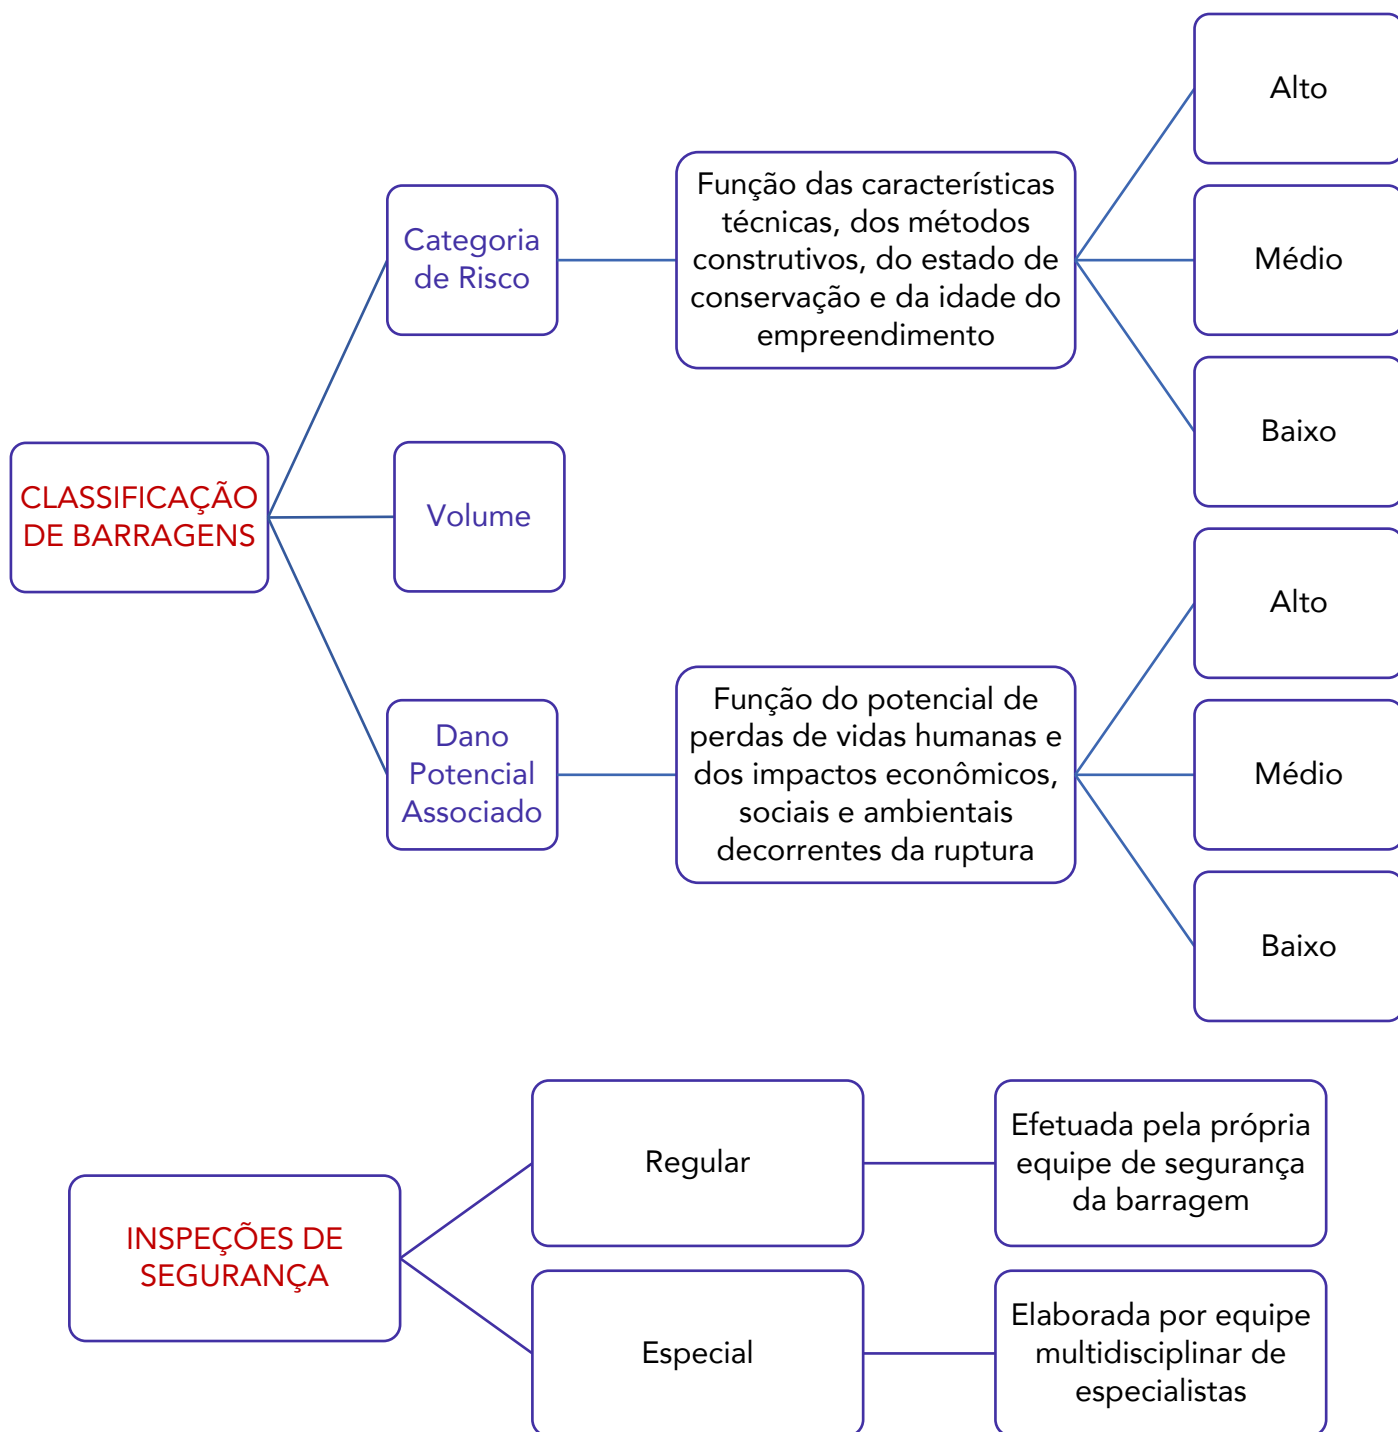 CLASSIFICAÇÃO
DE BARRAGENS
Categoria
de Risco
Função das características
técnicas, dos métodos
construtivos, do estado de
conservação e da idade do
empreendimento
Alto
Médio
Baixo
Volume
Dano
Potencial
Associado
Função do potencial de
perdas de vidas humanas e
dos impactos econômicos,
sociais e ambientais
decorrentes da ruptura
Alto
Médio
Baixo
INSPEÇÕES DE
SEGURANÇA
Regular
Efetuada pela própria
equipe de segurança
da barragem
Especial
Elaborada por equipe
multidisciplinar de
especialistas